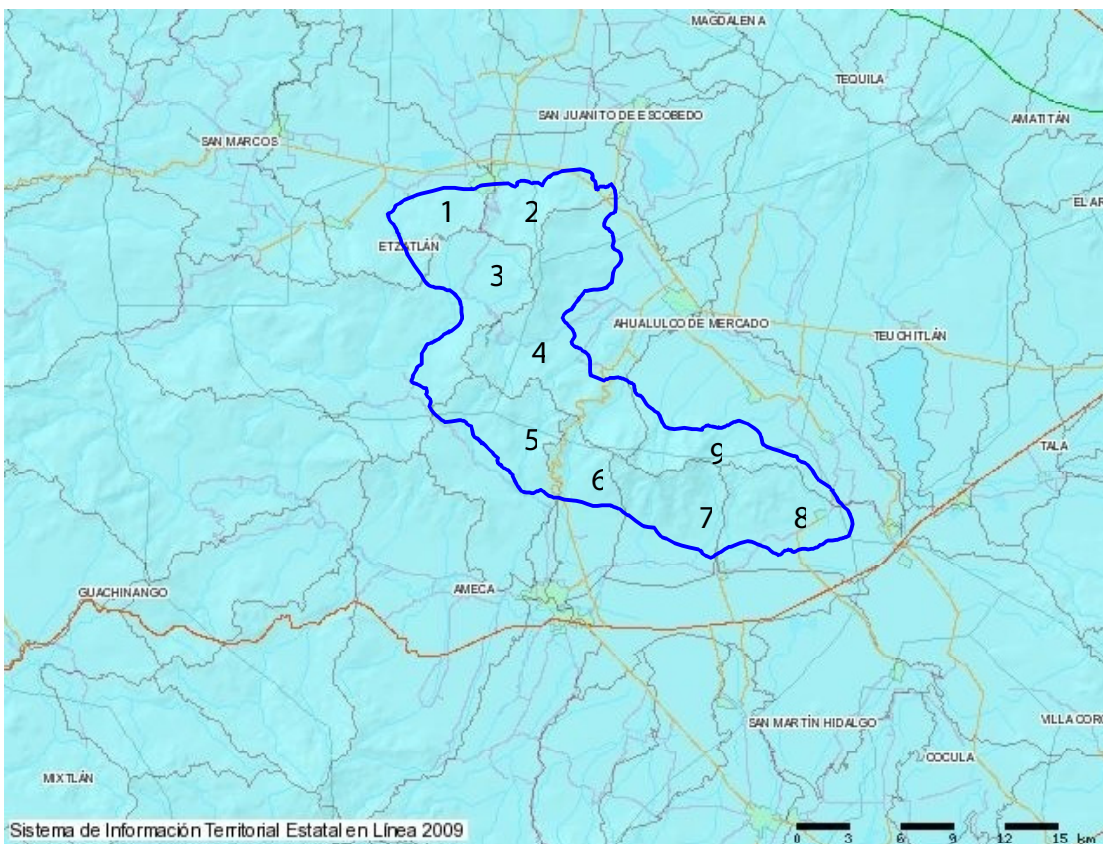 MAGDALENA
TEQUILA
SAN JUANITO DE ESCOBEDO
AMATITÁN
SAN MARCOS
EL AR
1
2
ETZATLÁN
3
AHUALULCO DE MERCADO
TEUCHITLÁN
4
5
9
TALA
6
7
8
AMECA
GUACHINANGO
SAN MARTÍN HIDALGO
VILLA CORO
COCULA
MIXTLÁN
Sistema de Información Territorial Estatal en Línea 2009
0 3 6 9 12 15 km